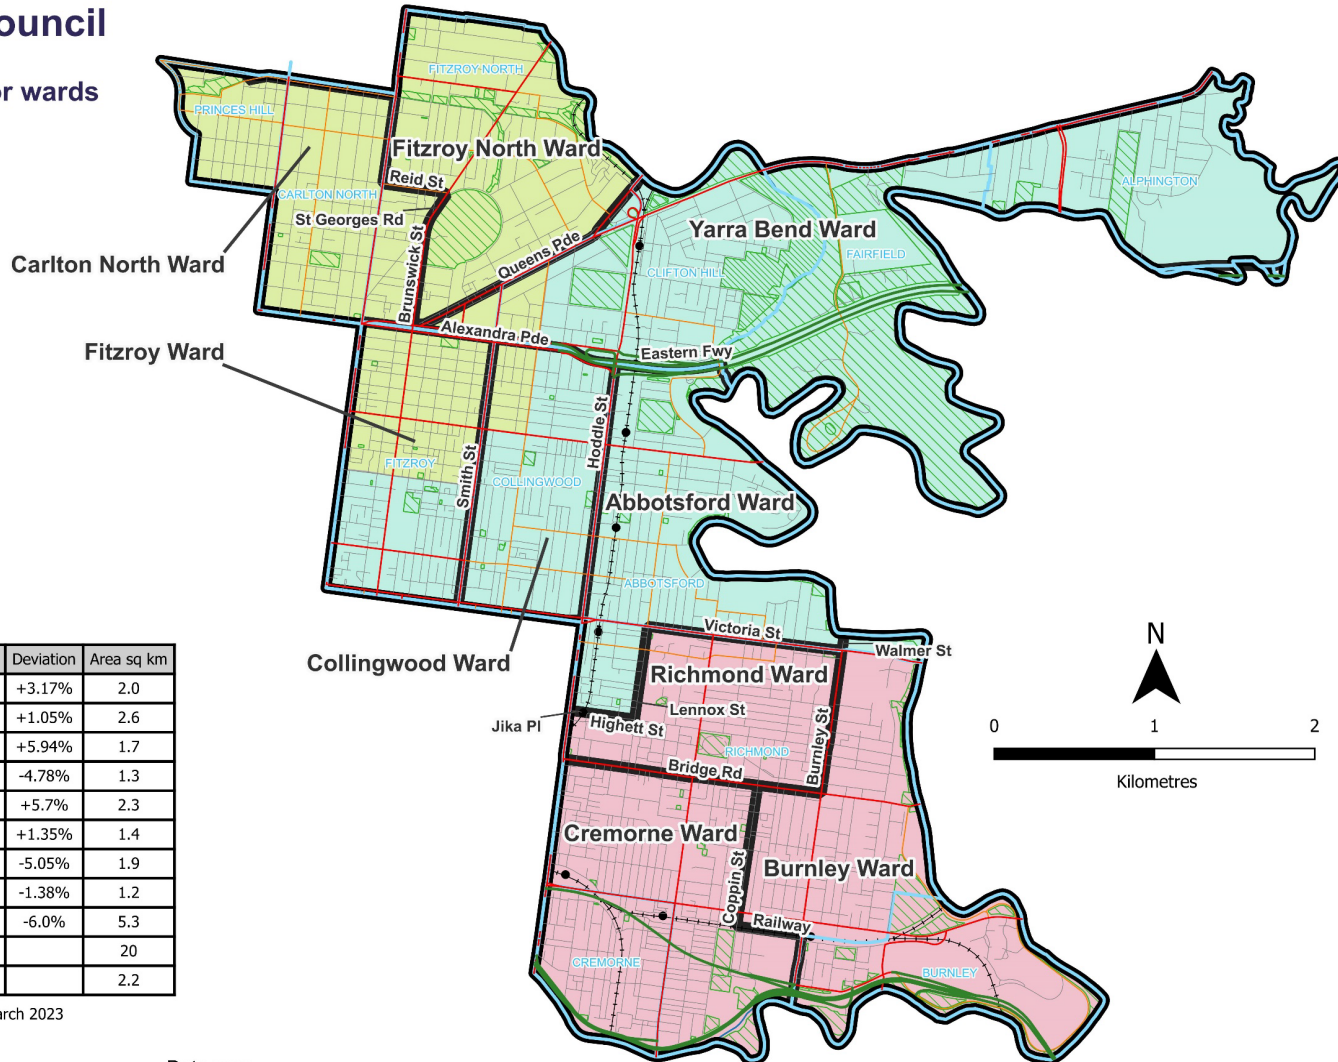 ouncil
or wards
FITZROY NORTH
PRINCES HILL
Fitzroy North Ward
Reid St
CARLTON NORTH
St Georges Rd
ALPHINGTON
Yarra Bend Ward
Queens Pde
FAIRFIELD
Carlton North Ward
CLIFTON HILL
Brunswick St
Alexandra Pde
Fitzroy Ward
Eastern Fwy
Hoddle St
FITZROY
Smith St
COLLINGWOOD
Abbotsford Ward
ABBOTSFORD
Victoria St
N
Walmer St
Collingwood Ward
Richmond Ward
Lennox St
Jika Pl
Highett St
Burnley St
RICHMOND
0 1 2
Kilometres
Bridge Rd
Cremorne Ward
Burnley Ward
Coppin St
Railway
CREMORNE
BURNLEY
Deviation Area sq km
+3.17% 2.0
+1.05% 2.6
+5.94% 1.7
-4.78% 1.3
+5.7% 2.3
+1.35% 1.4
-5.05% 1.9
-1.38% 1.2
-6.0% 5.3
20
2.2
arch 2023